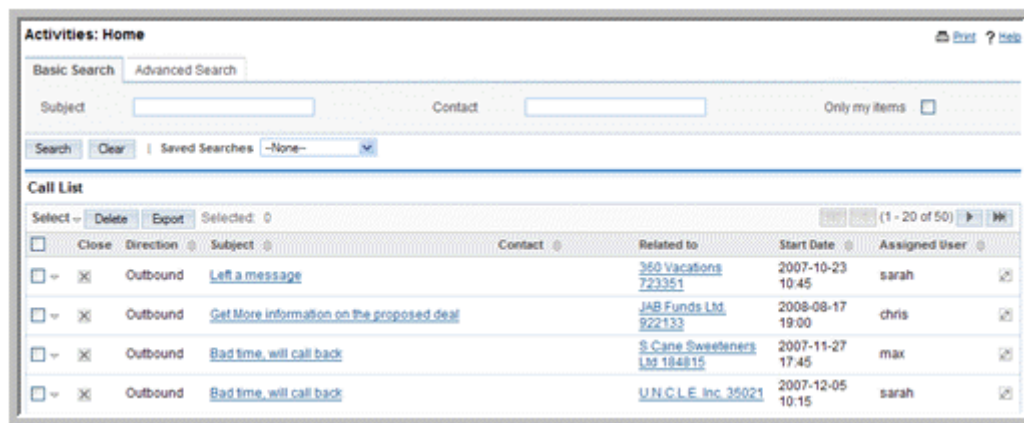 Activities: Home
Print ? Help
Basic Search Advanced Search
Subject Contact Only my items
Search Clear | Saved Searches --None--
Call List
Select Delete Export Selected: 0 (1 - 20 of 50)
Close Direction Subject Contact Related to Start Date Assigned User
Outbound Left a message 360 Vacations 723351 2007-10-23 10:45 sarah
Outbound Get More information on the proposed deal JAB Funds Ltd. 922133 2008-08-17 19:00 chris
Outbound Bad time, will call back S Cane Sweeteners Ltd 184815 2007-11-27 17:45 max
Outbound Bad time, will call back U.N.C.L.E. Inc. 35021 2007-12-05 10:15 sarah